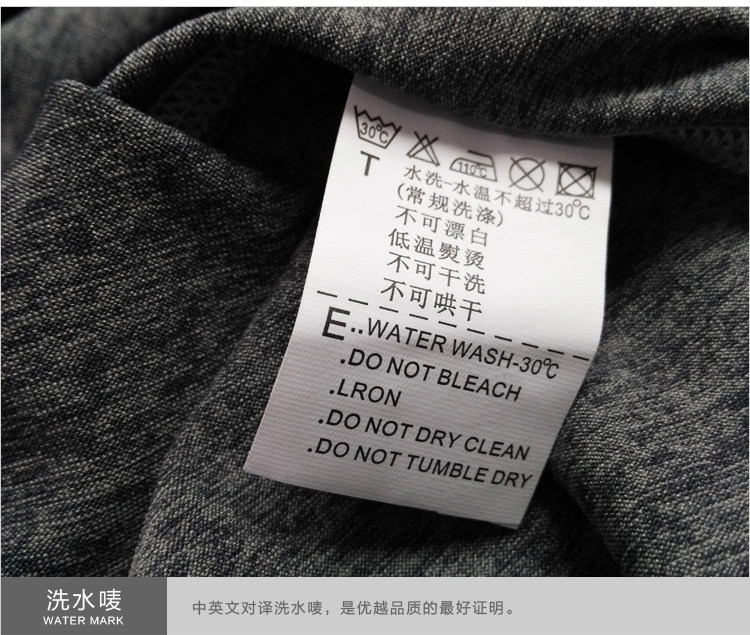 30℃
110℃
T
水洗-水温不超过30℃
(常规洗涤)
不可漂白
低温熨烫
不可干洗
不可哄干
E..WATER WASH-30℃
.DO NOT BLEACH
.LRON
.DO NOT DRY CLEAN
.DO NOT TUMBLE DRY
洗水唛
WATER MARK
中英文对译洗水唛，是优越品质的最好证明。